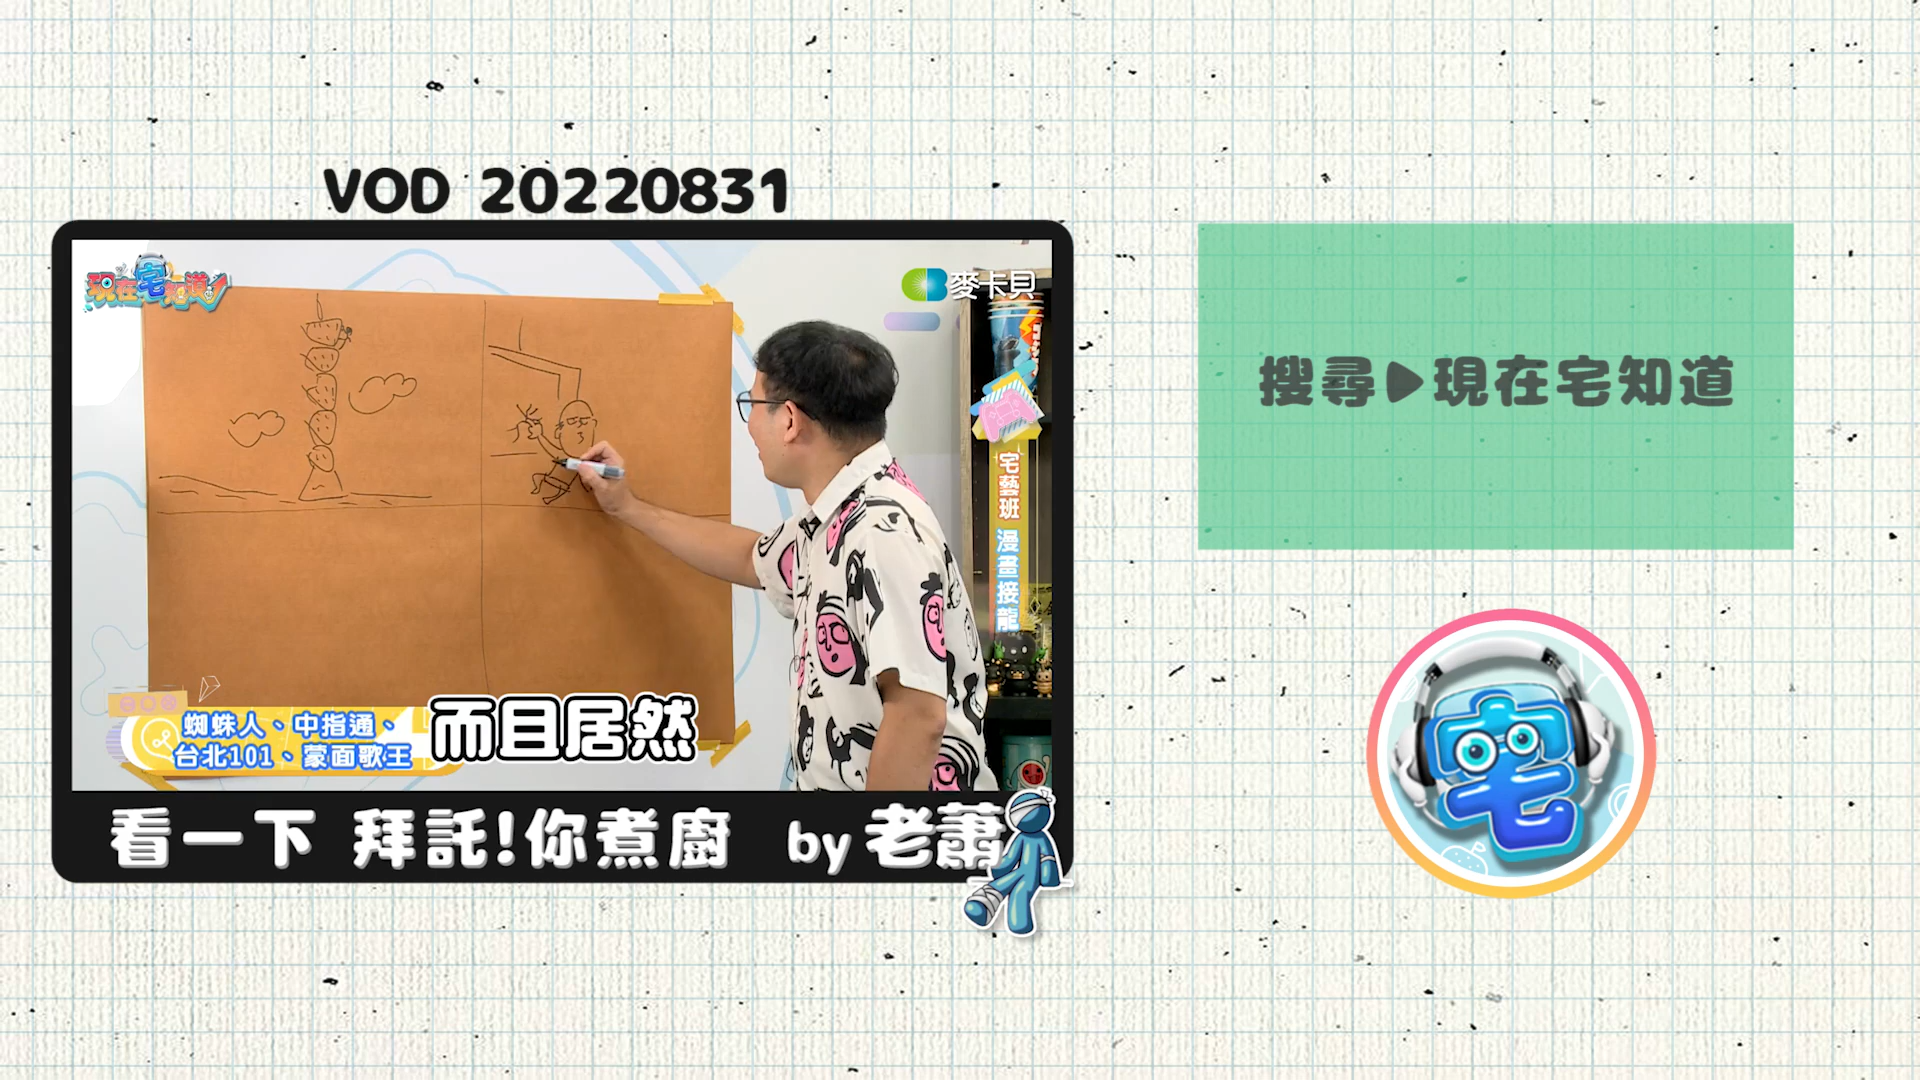 VOD 20220831
現在宅知道!
麥卡貝
宅藝班 漫畫接龍
蜘蛛人、中指通、
台北101、蒙面歌王
而且居然
看一下 拜託!你煮廚 by 老蕭
搜尋▶現在宅知道
宅